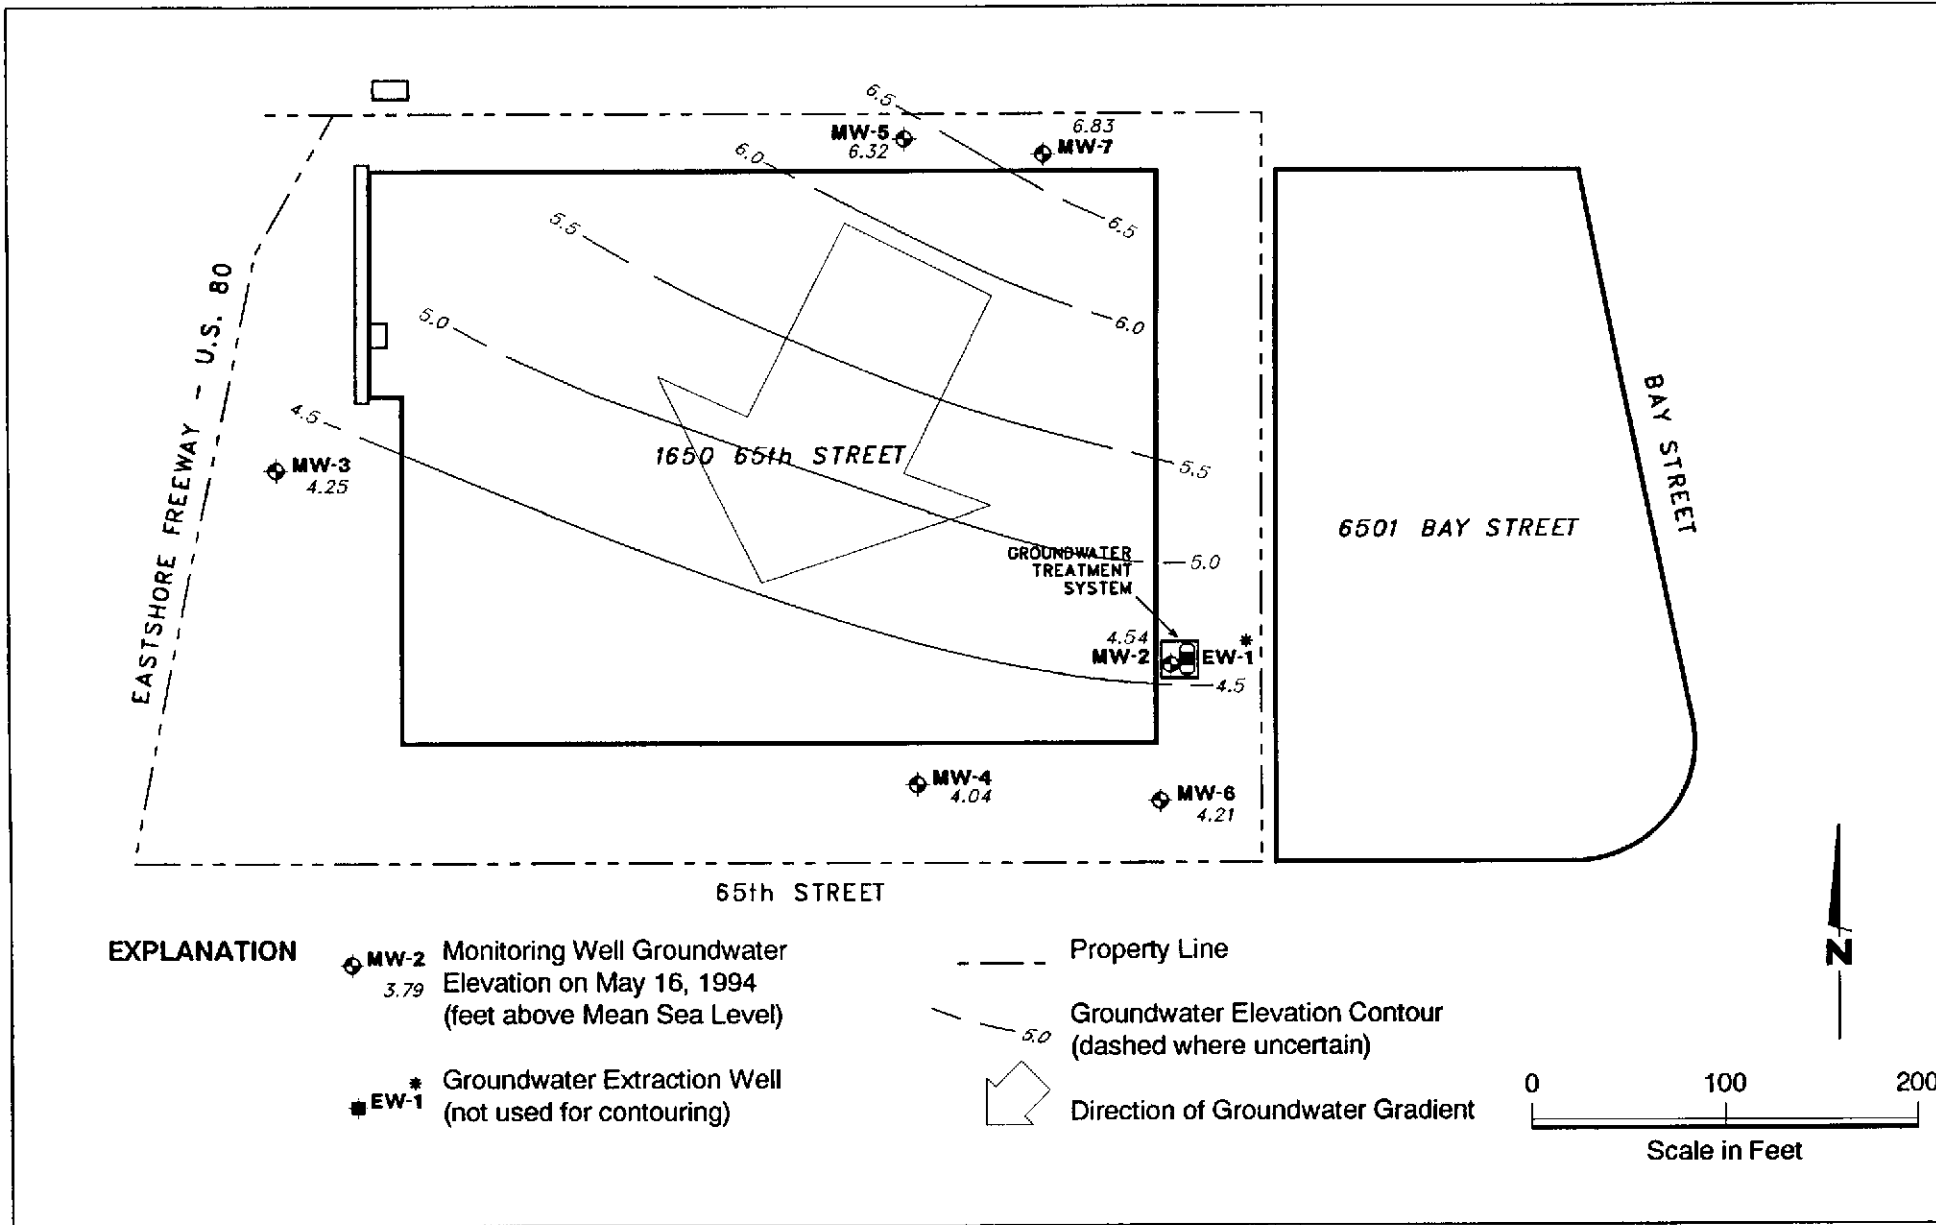 6.5
6.83
MW-5
6.32
MW-7
6.0
6.5
5.5
6.0
5.0
4.5
EASTSHORE FREEWAY - U.S. 80
MW-3
4.25
1650 65th STREET
5.5
BAY STREET
6501 BAY STREET
GROUNDWATER
TREATMENT
SYSTEM
5.0
4.54
MW-2
EW-1 *
4.5
MW-4
4.04
MW-6
4.21
65th STREET
EXPLANATION
MW-2
3.79
Monitoring Well Groundwater
Elevation on May 16, 1994
(feet above Mean Sea Level)
EW-1 *
Groundwater Extraction Well
(not used for contouring)
Property Line
5.0
Groundwater Elevation Contour
(dashed where uncertain)
Direction of Groundwater Gradient
N
0 100 200
Scale in Feet